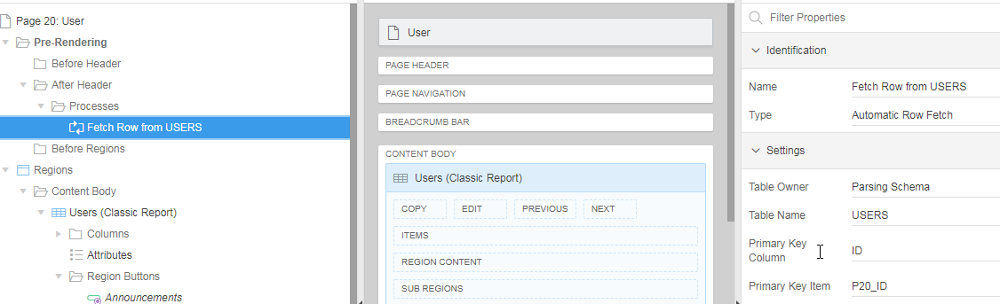 Page 20: User
Pre-Rendering
Before Header
After Header
Processes
Fetch Row from USERS
Before Regions
Regions
Content Body
Users (Classic Report)
Columns
Attributes
Region Buttons
Announcements
User
PAGE HEADER
PAGE NAVIGATION
BREADCRUMB BAR
CONTENT BODY
Users (Classic Report)
COPY EDIT PREVIOUS NEXT
ITEMS
REGION CONTENT
SUB REGIONS
Filter Properties
Identification
Name Fetch Row from USERS
Type Automatic Row Fetch
Settings
Table Owner Parsing Schema
Table Name USERS
Primary Key
Column ID
Primary Key Item P20_ID